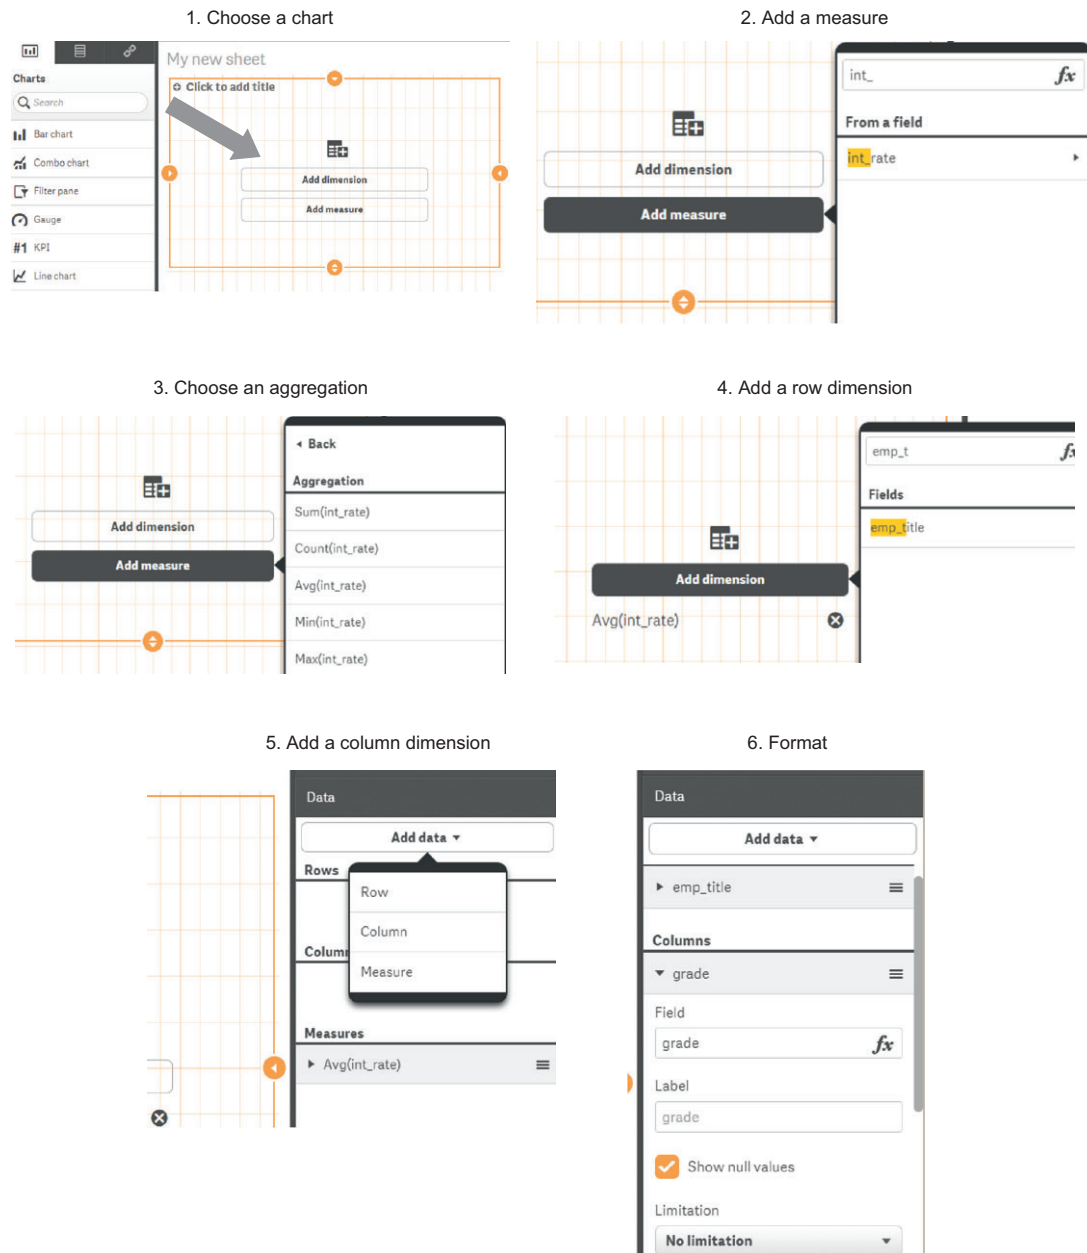 1. Choose a chart
My new sheet
Charts
Click to add title
Search
Bar chart
Combo chart
Filter pane
Gauge
#1 KPI
Line chart
Add dimension
Add measure
2. Add a measure
int_
fx
From a field
int_rate
Add dimension
Add measure
3. Choose an aggregation
Back
Aggregation
Sum(int_rate)
Count(int_rate)
Avg(int_rate)
Min(int_rate)
Max(int_rate)
Add dimension
Add measure
4. Add a row dimension
emp_t
Fields
emp_title
Add dimension
Avg(int_rate)
5. Add a column dimension
Data
Add data
Rows
Row
Column
Measure
Measures
Avg(int_rate)
6. Format
Data
Add data
emp_title
Columns
grade
Field
grade
fx
Label
grade
Show null values
Limitation
No limitation